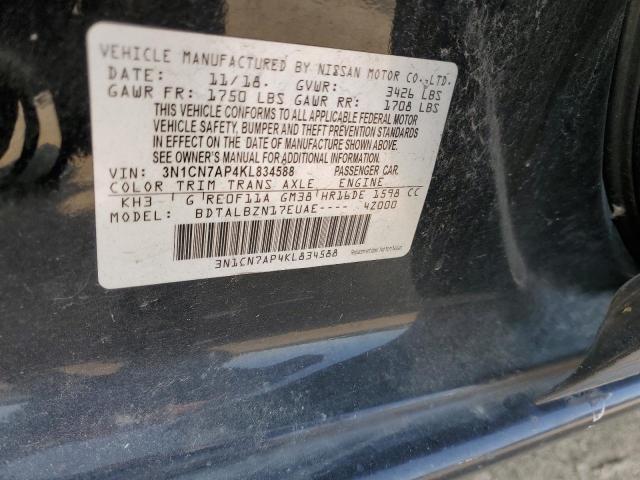 VEHICLE MANUFACTURED BY NISSAN MOTOR CO.,LTD.
DATE: 11/18. GVWR: 3426 LBS
GAWR FR: 1750 LBS GAWR RR: 1708 LBS
THIS VEHICLE CONFORMS TO ALL APPLICABLE FEDERAL MOTOR
VEHICLE SAFETY, BUMPER AND THEFT PREVENTION STANDARDS
IN EFFECT ON THE DATE OF MANUFACTURE SHOWN ABOVE.
SEE OWNER'S MANUAL FOR ADDITIONAL INFORMATION.
VIN: 3N1CN7AP4KL834588 PASSENGER CAR.
COLOR TRIM TRANS AXLE ENGINE
KH3 G RE0F11A GM38 HR16DE 1598 CC
MODEL: BDTALBZN17EUAE---- 42000
3N1CN7AP4KL834588